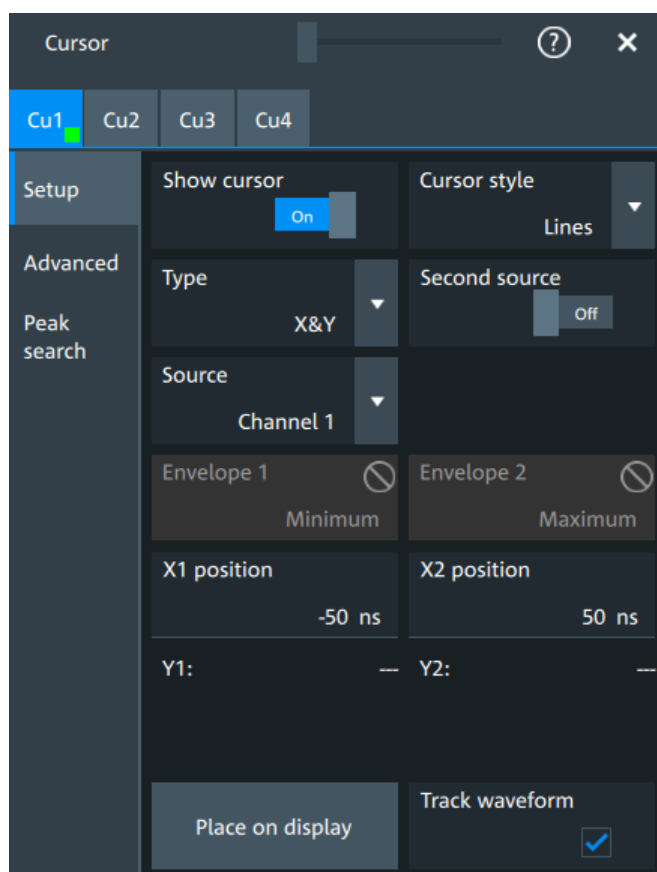 Cursor
?
Cu1 Cu2 Cu3 Cu4
Setup
Advanced
Peak
search
Show cursor
On
Cursor style
Lines
Type
X&Y
Second source
Off
Source
Channel 1
Envelope 1
Minimum
Envelope 2
Maximum
X1 position
-50 ns
X2 position
50 ns
Y1: ---
Y2: ---
Place on display
Track waveform